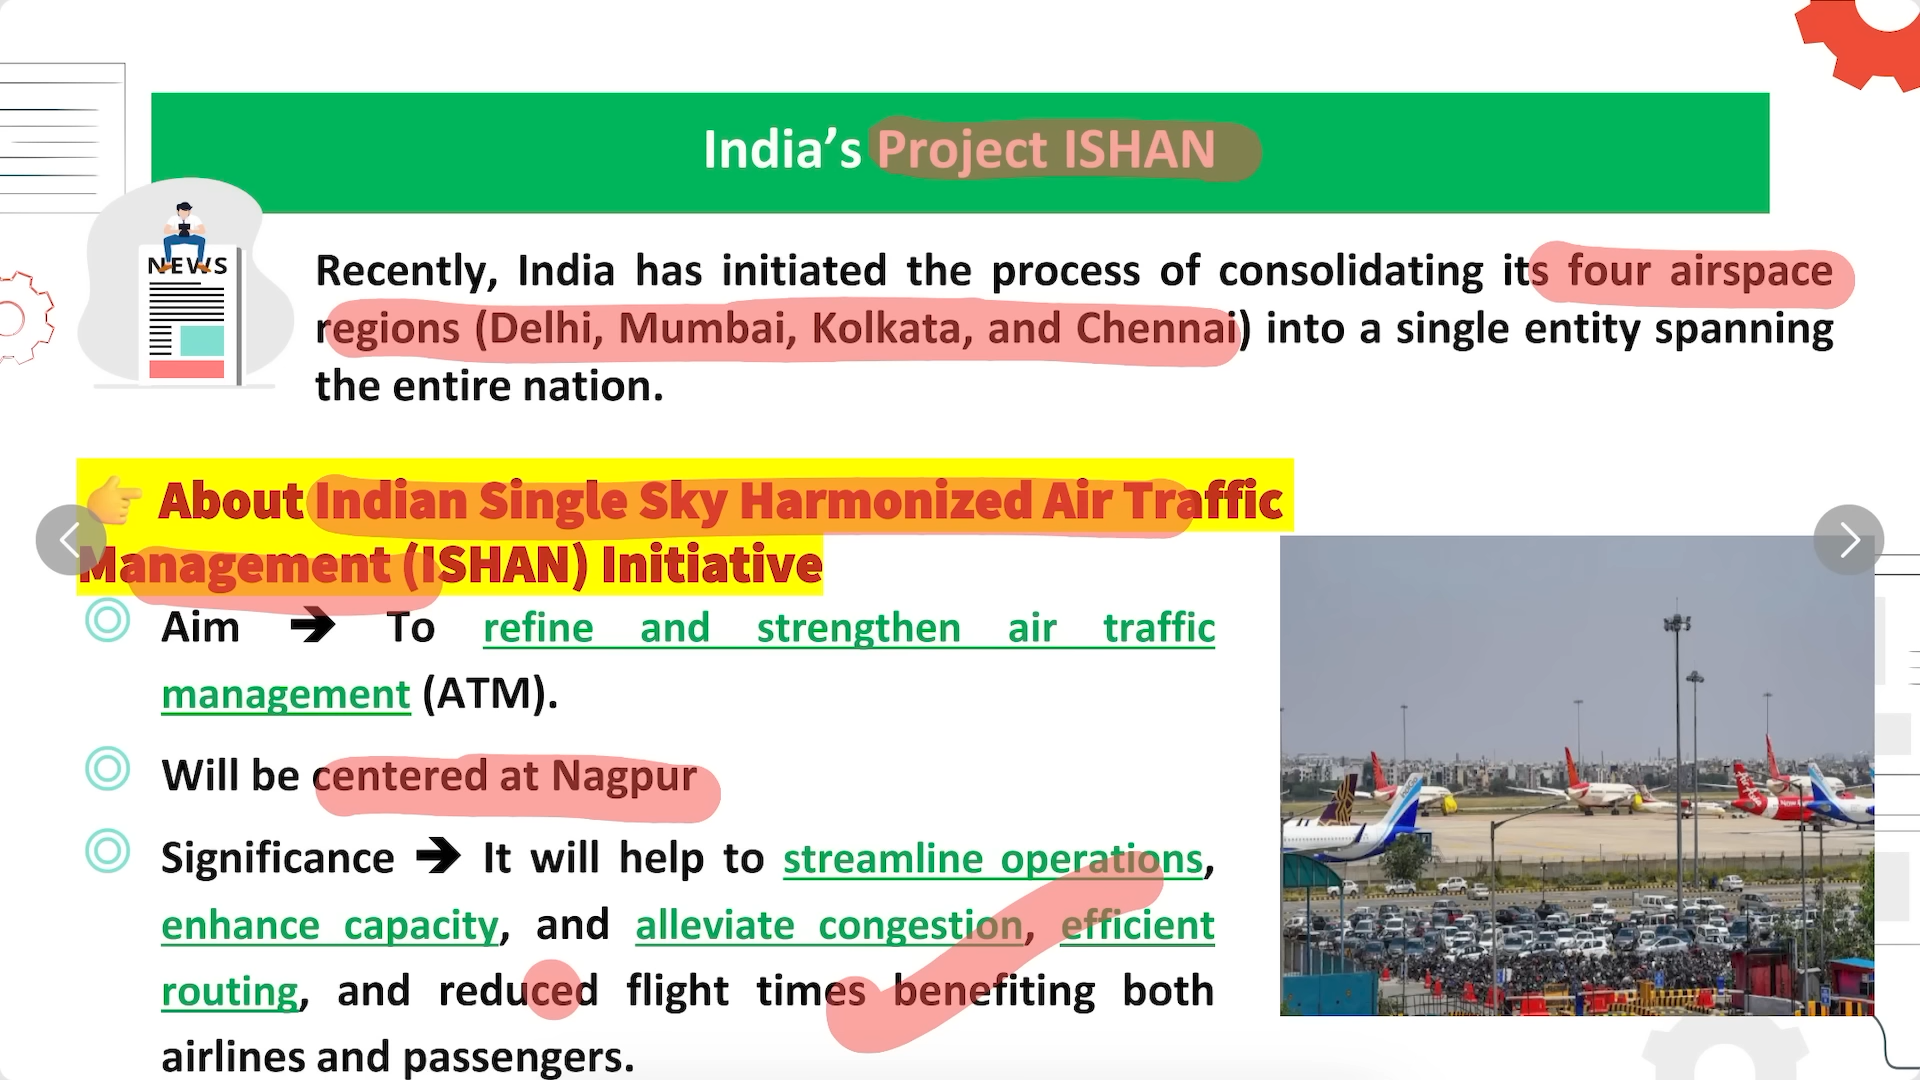 India's Project ISHAN
NEWS
Recently, India has initiated the process of consolidating its four airspace
regions (Delhi, Mumbai, Kolkata, and Chennai) into a single entity spanning
the entire nation.
👉 About Indian Single Sky Harmonized Air Traffic
Management (ISHAN) Initiative
Aim ➔ To refine and strengthen air traffic
management (ATM).
Will be centered at Nagpur
Significance ➔ It will help to streamline operations,
enhance capacity, and alleviate congestion, efficient
routing, and reduced flight times benefiting both
airlines and passengers.